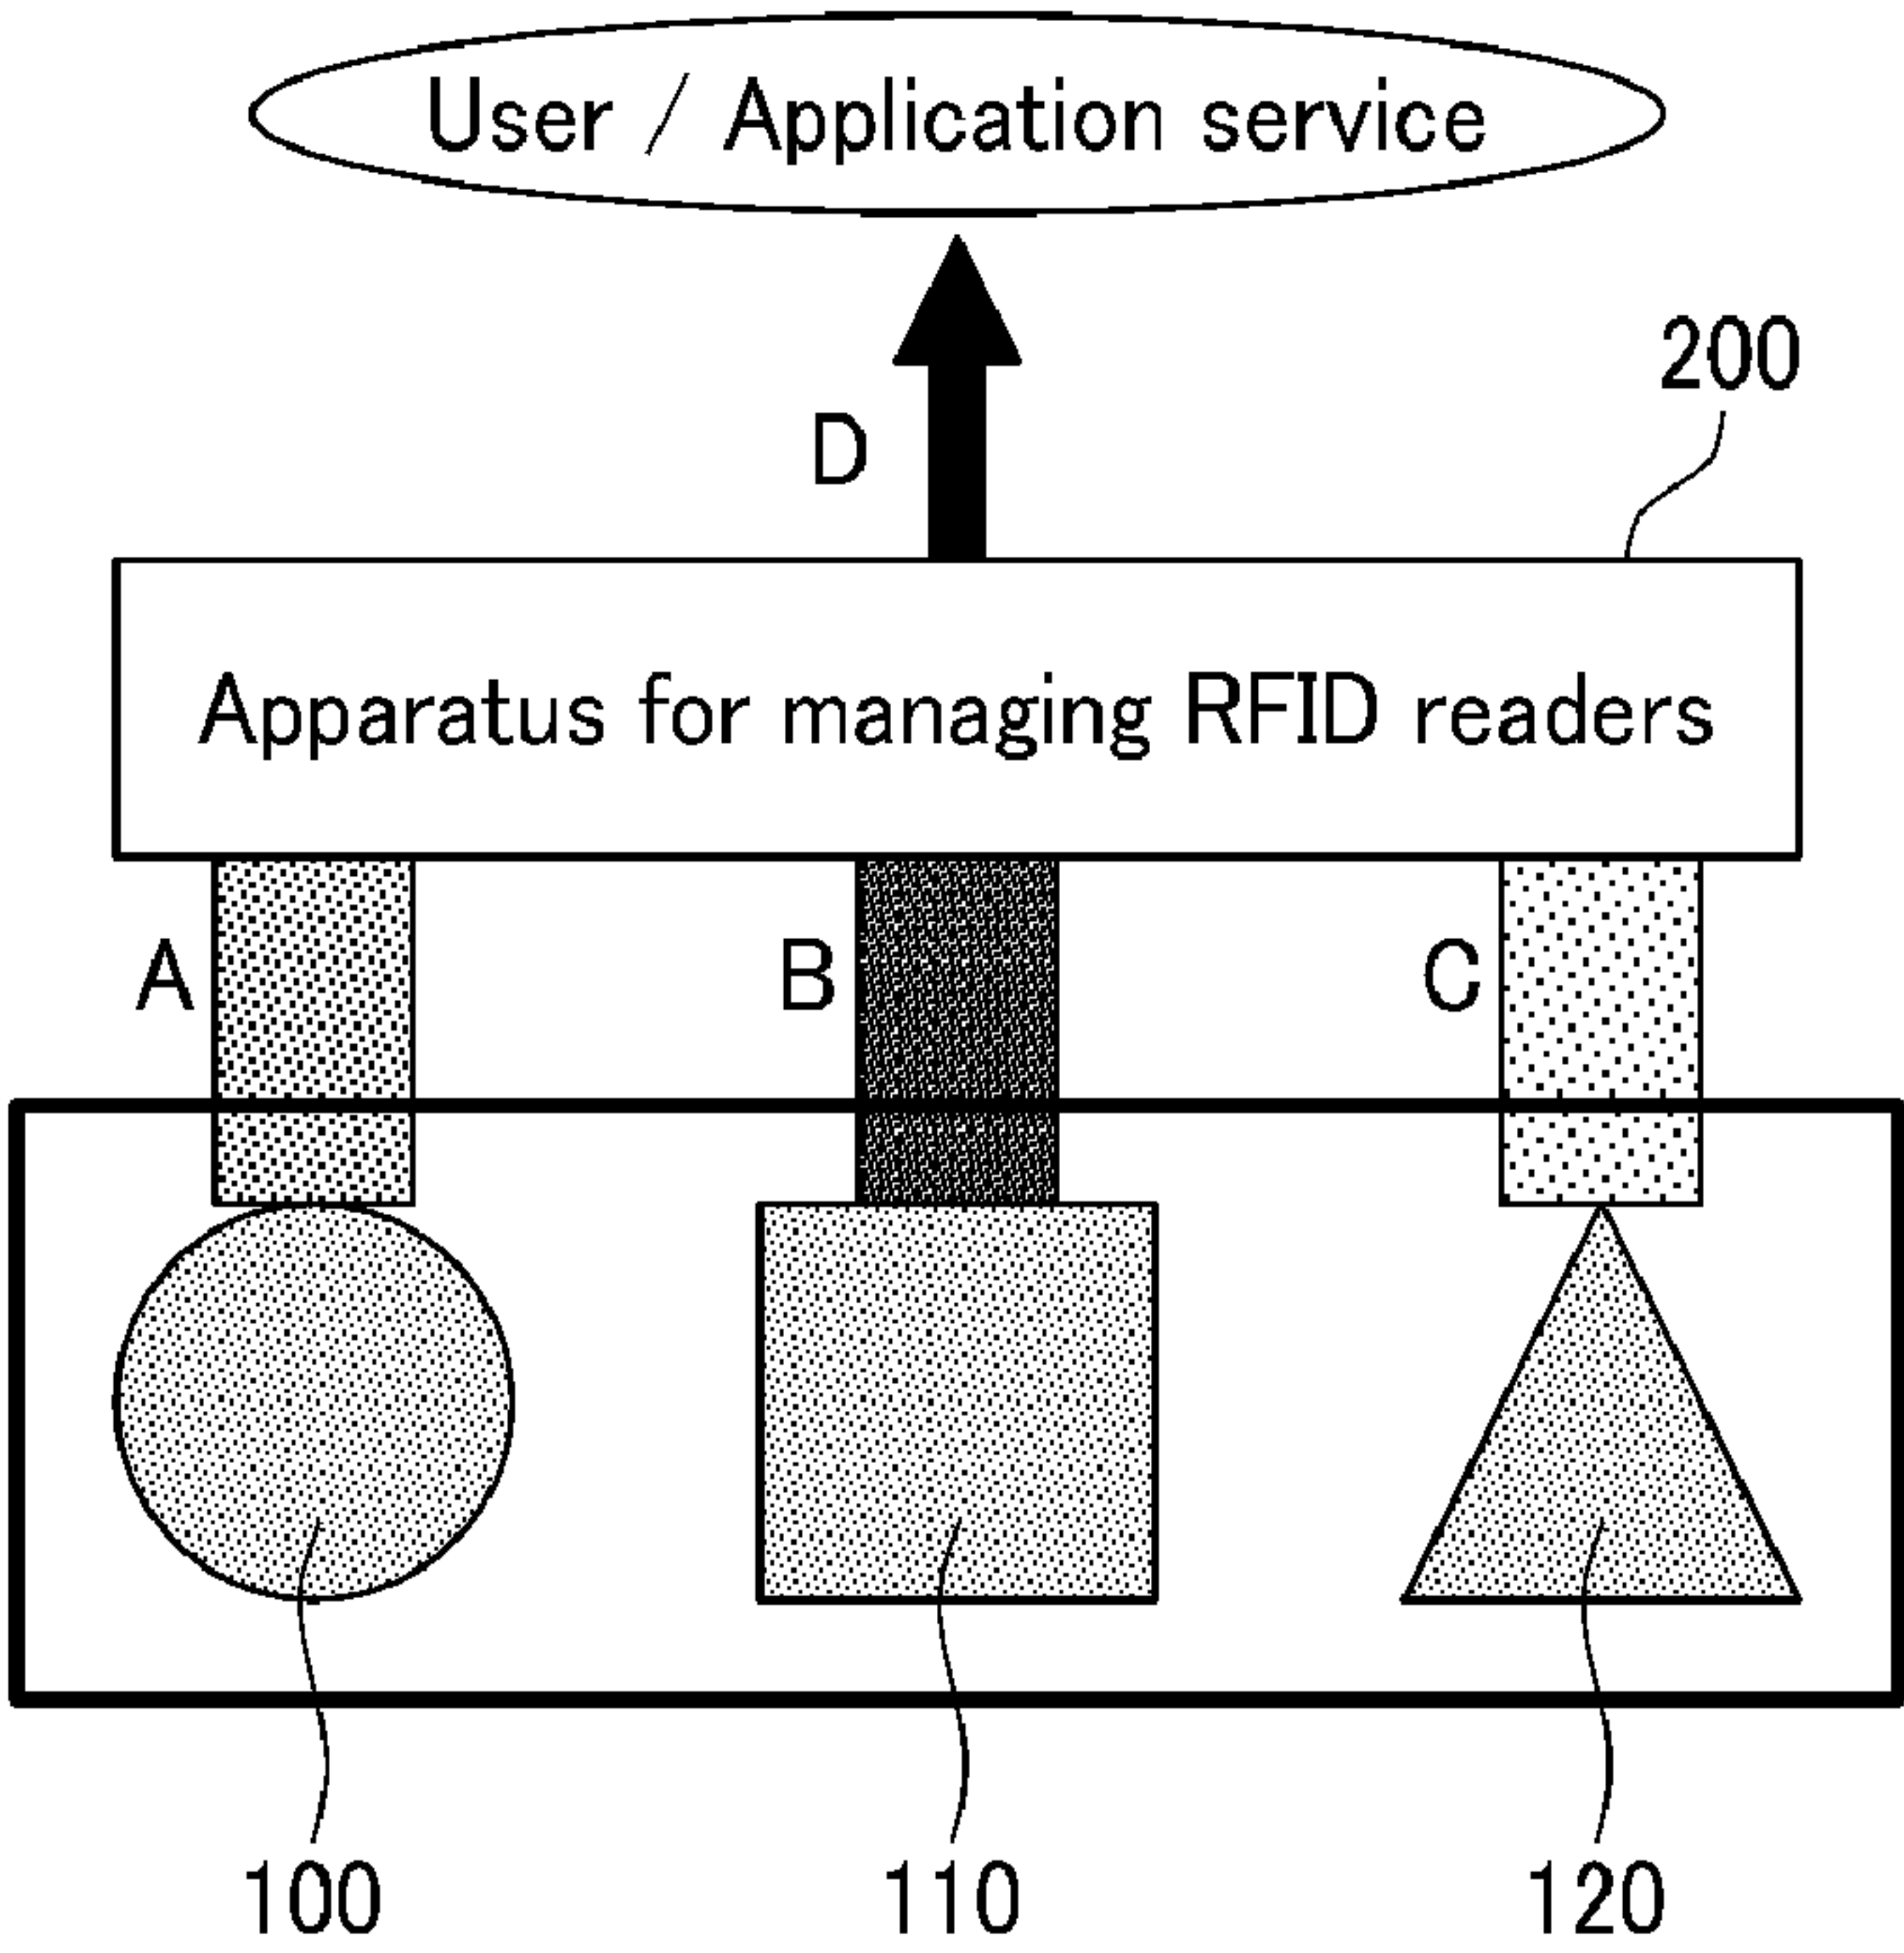 User / Application service
200
D
Apparatus for managing RFID readers
A B C
100 110 120